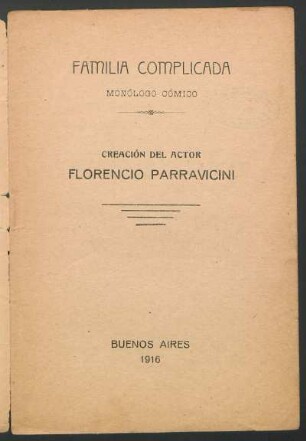 FAMILIA COMPLICADA
MONÓLOGO CÓMICO
CREACIÓN DEL ACTOR
FLORENCIO PARRAVICINI
BUENOS AIRES
1916